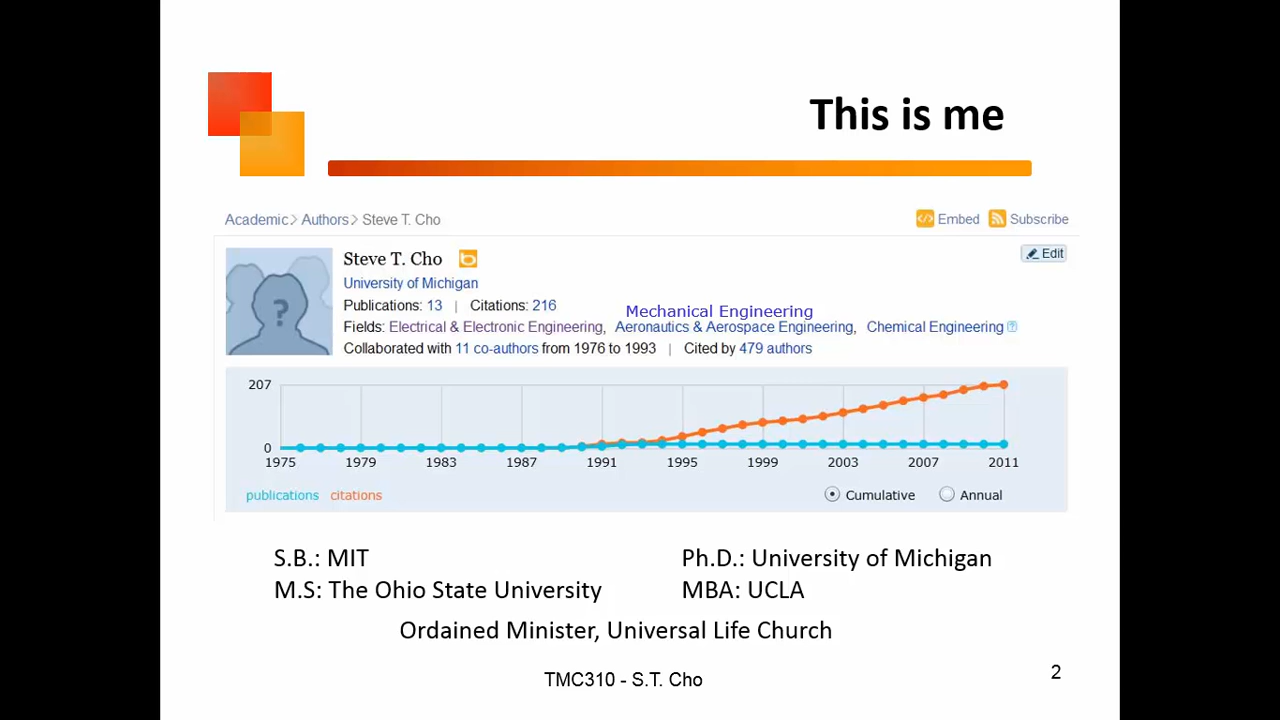 This is me
Academic> Authors> Steve T. Cho
Embed Subscribe
Steve T. Cho
Edit
University of Michigan
Publications: 13 | Citations: 216
Mechanical Engineering
Fields: Electrical & Electronic Engineering, Aeronautics & Aerospace Engineering, Chemical Engineering ?
Collaborated with 11 co-authors from 1976 to 1993 | Cited by 479 authors
?
207
0
1975 1979 1983 1987 1991 1995 1999 2003 2007 2011
publications citations
Cumulative Annual
S.B.: MIT
Ph.D.: University of Michigan
M.S: The Ohio State University
MBA: UCLA
Ordained Minister, Universal Life Church
TMC310 - S.T. Cho
2